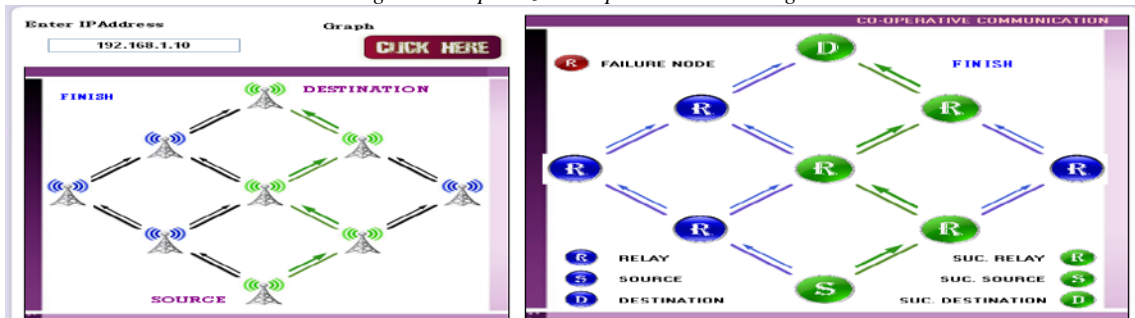 Enter IPAddress
Graph
192.168.1.10
CLICK HERE
FINISH
DESTINATION
SOURCE
CO-OPERATIVE COMMUNICATION
R FAILURE NODE
FINISH
D
R
R
R
R
R
R
R
S
R RELAY
S SOURCE
D DESTINATION
SUC. RELAY R
SUC. SOURCE S
SUC. DESTINATION D